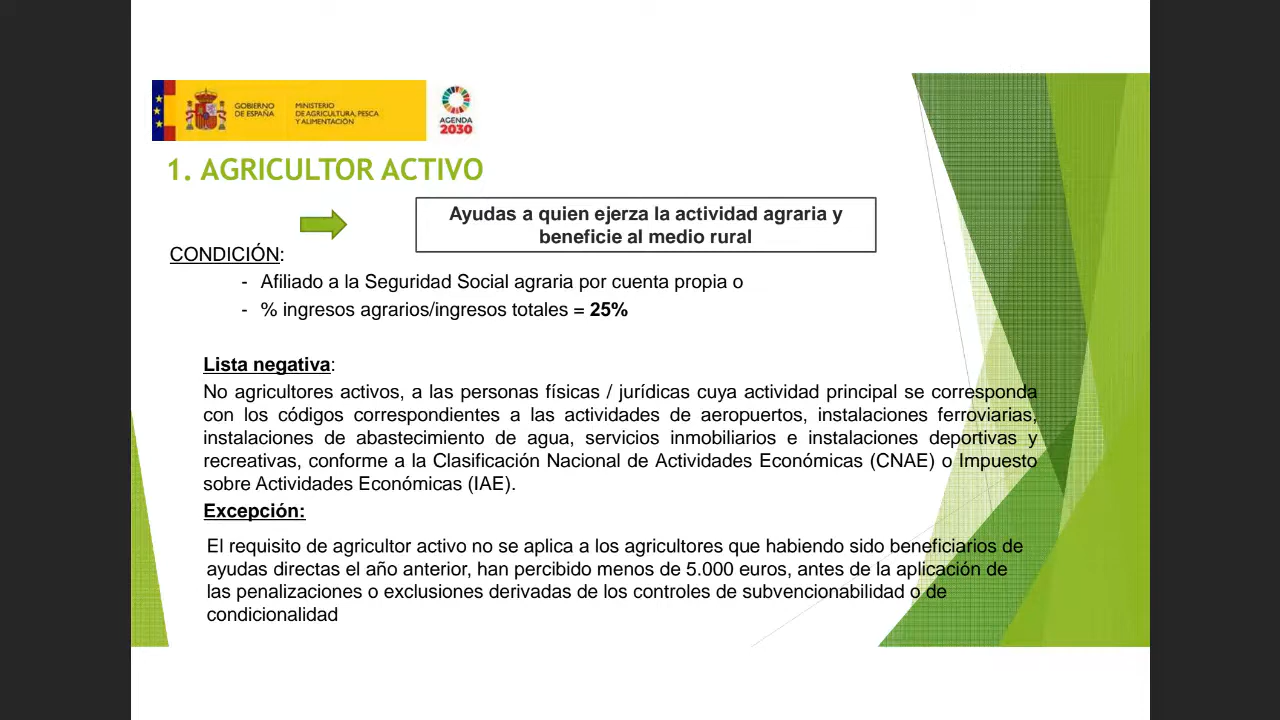 GOBIERNO
DE ESPAÑA
MINISTERIO
DE AGRICULTURA, PESCA
Y ALIMENTACIÓN
AGENDA
2030
1. AGRICULTOR ACTIVO
Ayudas a quien ejerza la actividad agraria y
beneficie al medio rural
CONDICIÓN:
- Afiliado a la Seguridad Social agraria por cuenta propia o
- % ingresos agrarios/ingresos totales = 25%
Lista negativa:
No agricultores activos, a las personas físicas / jurídicas cuya actividad principal se corresponda
con los códigos correspondientes a las actividades de aeropuertos, instalaciones ferroviarias,
instalaciones de abastecimiento de agua, servicios inmobiliarios e instalaciones deportivas y
recreativas, conforme a la Clasificación Nacional de Actividades Económicas (CNAE) o Impuesto
sobre Actividades Económicas (IAE).
Excepción:
El requisito de agricultor activo no se aplica a los agricultores que habiendo sido beneficiarios de
ayudas directas el año anterior, han percibido menos de 5.000 euros, antes de la aplicación de
las penalizaciones o exclusiones derivadas de los controles de subvencionabilidad o de
condicionalidad